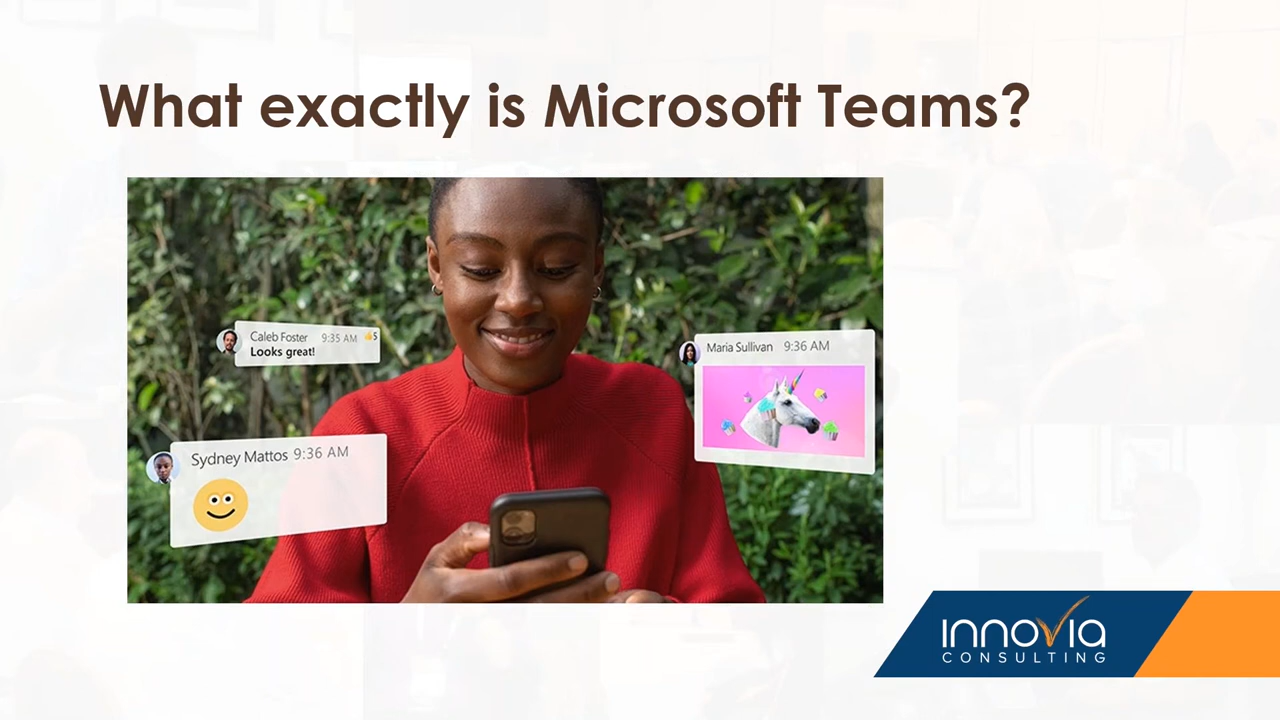 What exactly is Microsoft Teams?
Caleb Foster 9:35 AM 👍5
Looks great!
Maria Sullivan 9:36 AM
Sydney Mattos 9:36 AM
innovia
CONSULTING